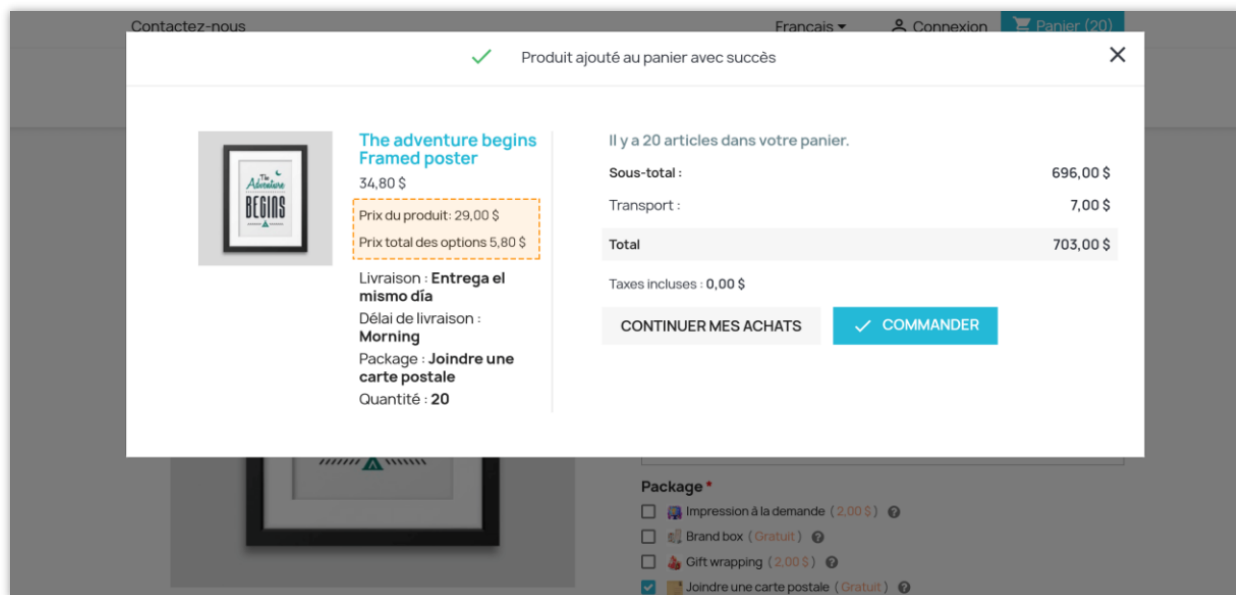 Contactez-nous
Français
Connexion
Panier (20)
Produit ajouté au panier avec succès
The
Adventure
BEGINS
The adventure begins
Framed poster
34,80 $
Prix du produit: 29,00 $
Prix total des options 5,80 $
Livraison : Entrega el
mismo día
Délai de livraison :
Morning
Package : Joindre une
carte postale
Quantité : 20
Il y a 20 articles dans votre panier.
Sous-total : 696,00 $
Transport : 7,00 $
Total 703,00 $
Taxes incluses : 0,00 $
CONTINUER MES ACHATS
COMMANDER
Package *
Impression à la demande ( 2,00 $ )
Brand box ( Gratuit )
Gift wrapping ( 2,00 $ )
Joindre une carte postale ( Gratuit )